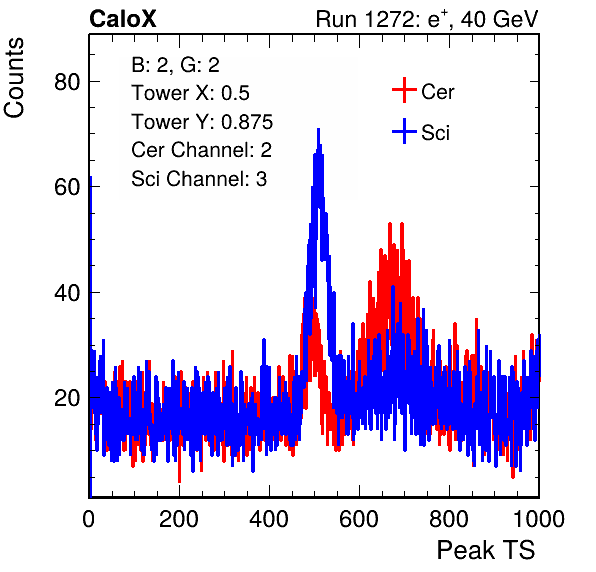 CaloX
Run 1272: e+, 40 GeV
Counts
B: 2, G: 2
Tower X: 0.5
Tower Y: 0.875
Cer Channel: 2
Sci Channel: 3
Cer
Sci
80
60
40
20
0 200 400 600 800 1000
Peak TS